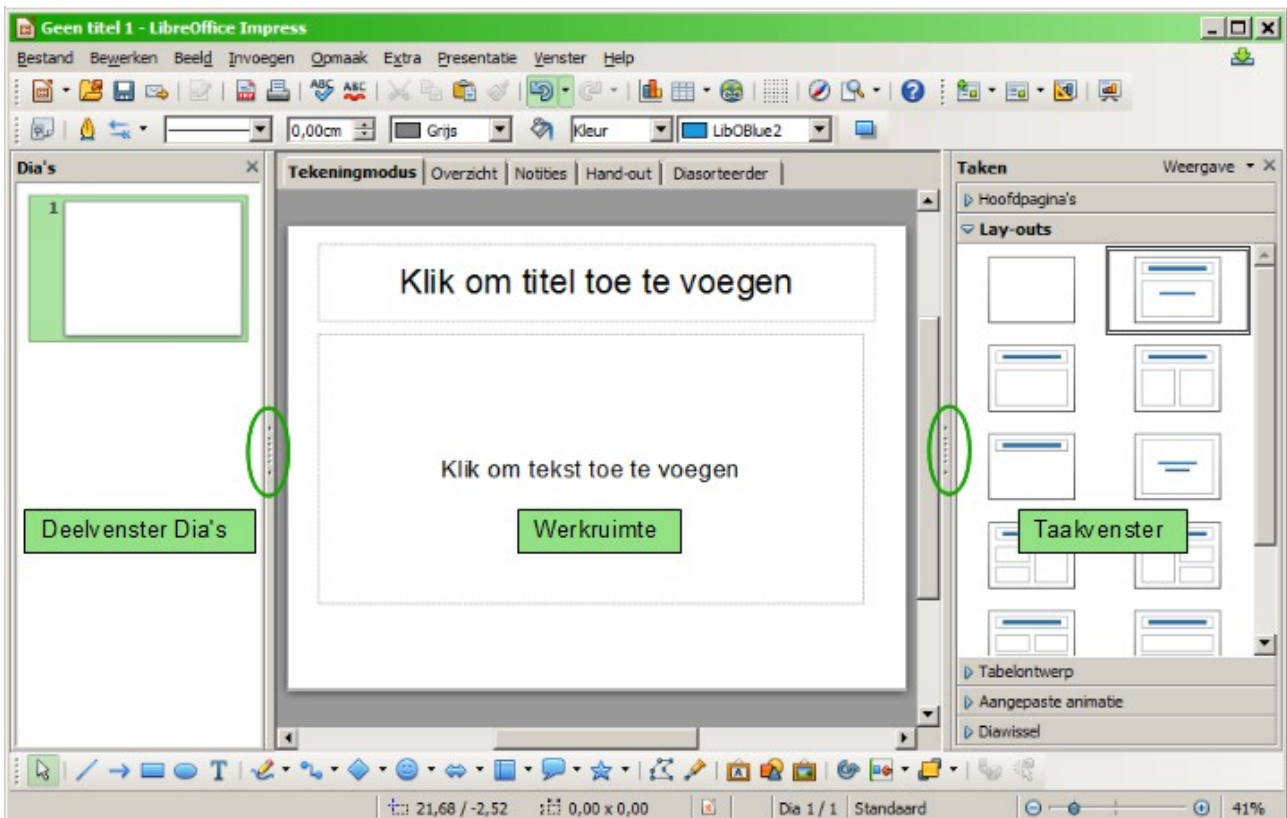 Geen titel 1 - LibreOffice Impress
Bestand Bewerken Beeld Invoegen Opmaak Extra Presentatie Venster Help
ABC ABC
0,00cm Grijs Kleur LibOBlue2
Dia's
Tekeningmodus Overzicht Notities Hand-out Diasorteerder
Taken Weergave
Hoofdpagina's
Lay-outs
1
Klik om titel toe te voegen
Klik om tekst toe te voegen
Deelvenster Dia's
Werkruimte
Taakvenster
Tabelontwerp
Aangepaste animatie
Diawissel
T
A
21,68 / -2,52 0,00 x 0,00 Dia 1 / 1 Standaard 41%